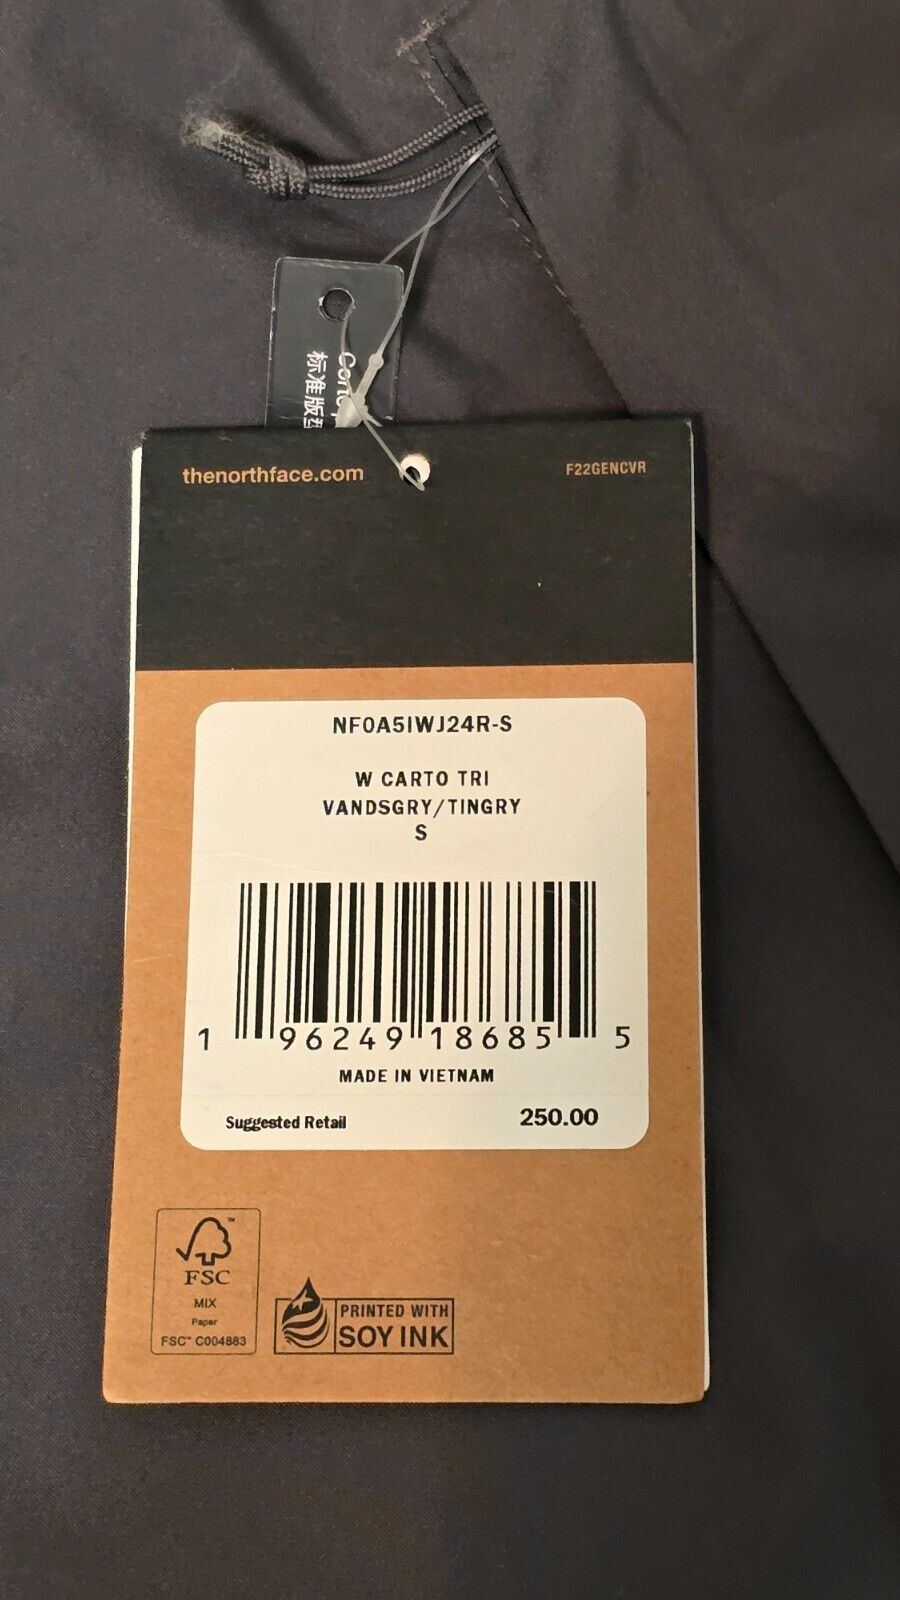 标准版型
thenorthface.com
F22GENCVR
NF0A5IWJ24R-S
W CARTO TRI
VANDSGRY/TINGRY
S
1 96249 18685 5
MADE IN VIETNAM
Suggested Retail 250.00
FSC
MIX
Paper
FSC™ C004883
PRINTED WITH
SOY INK